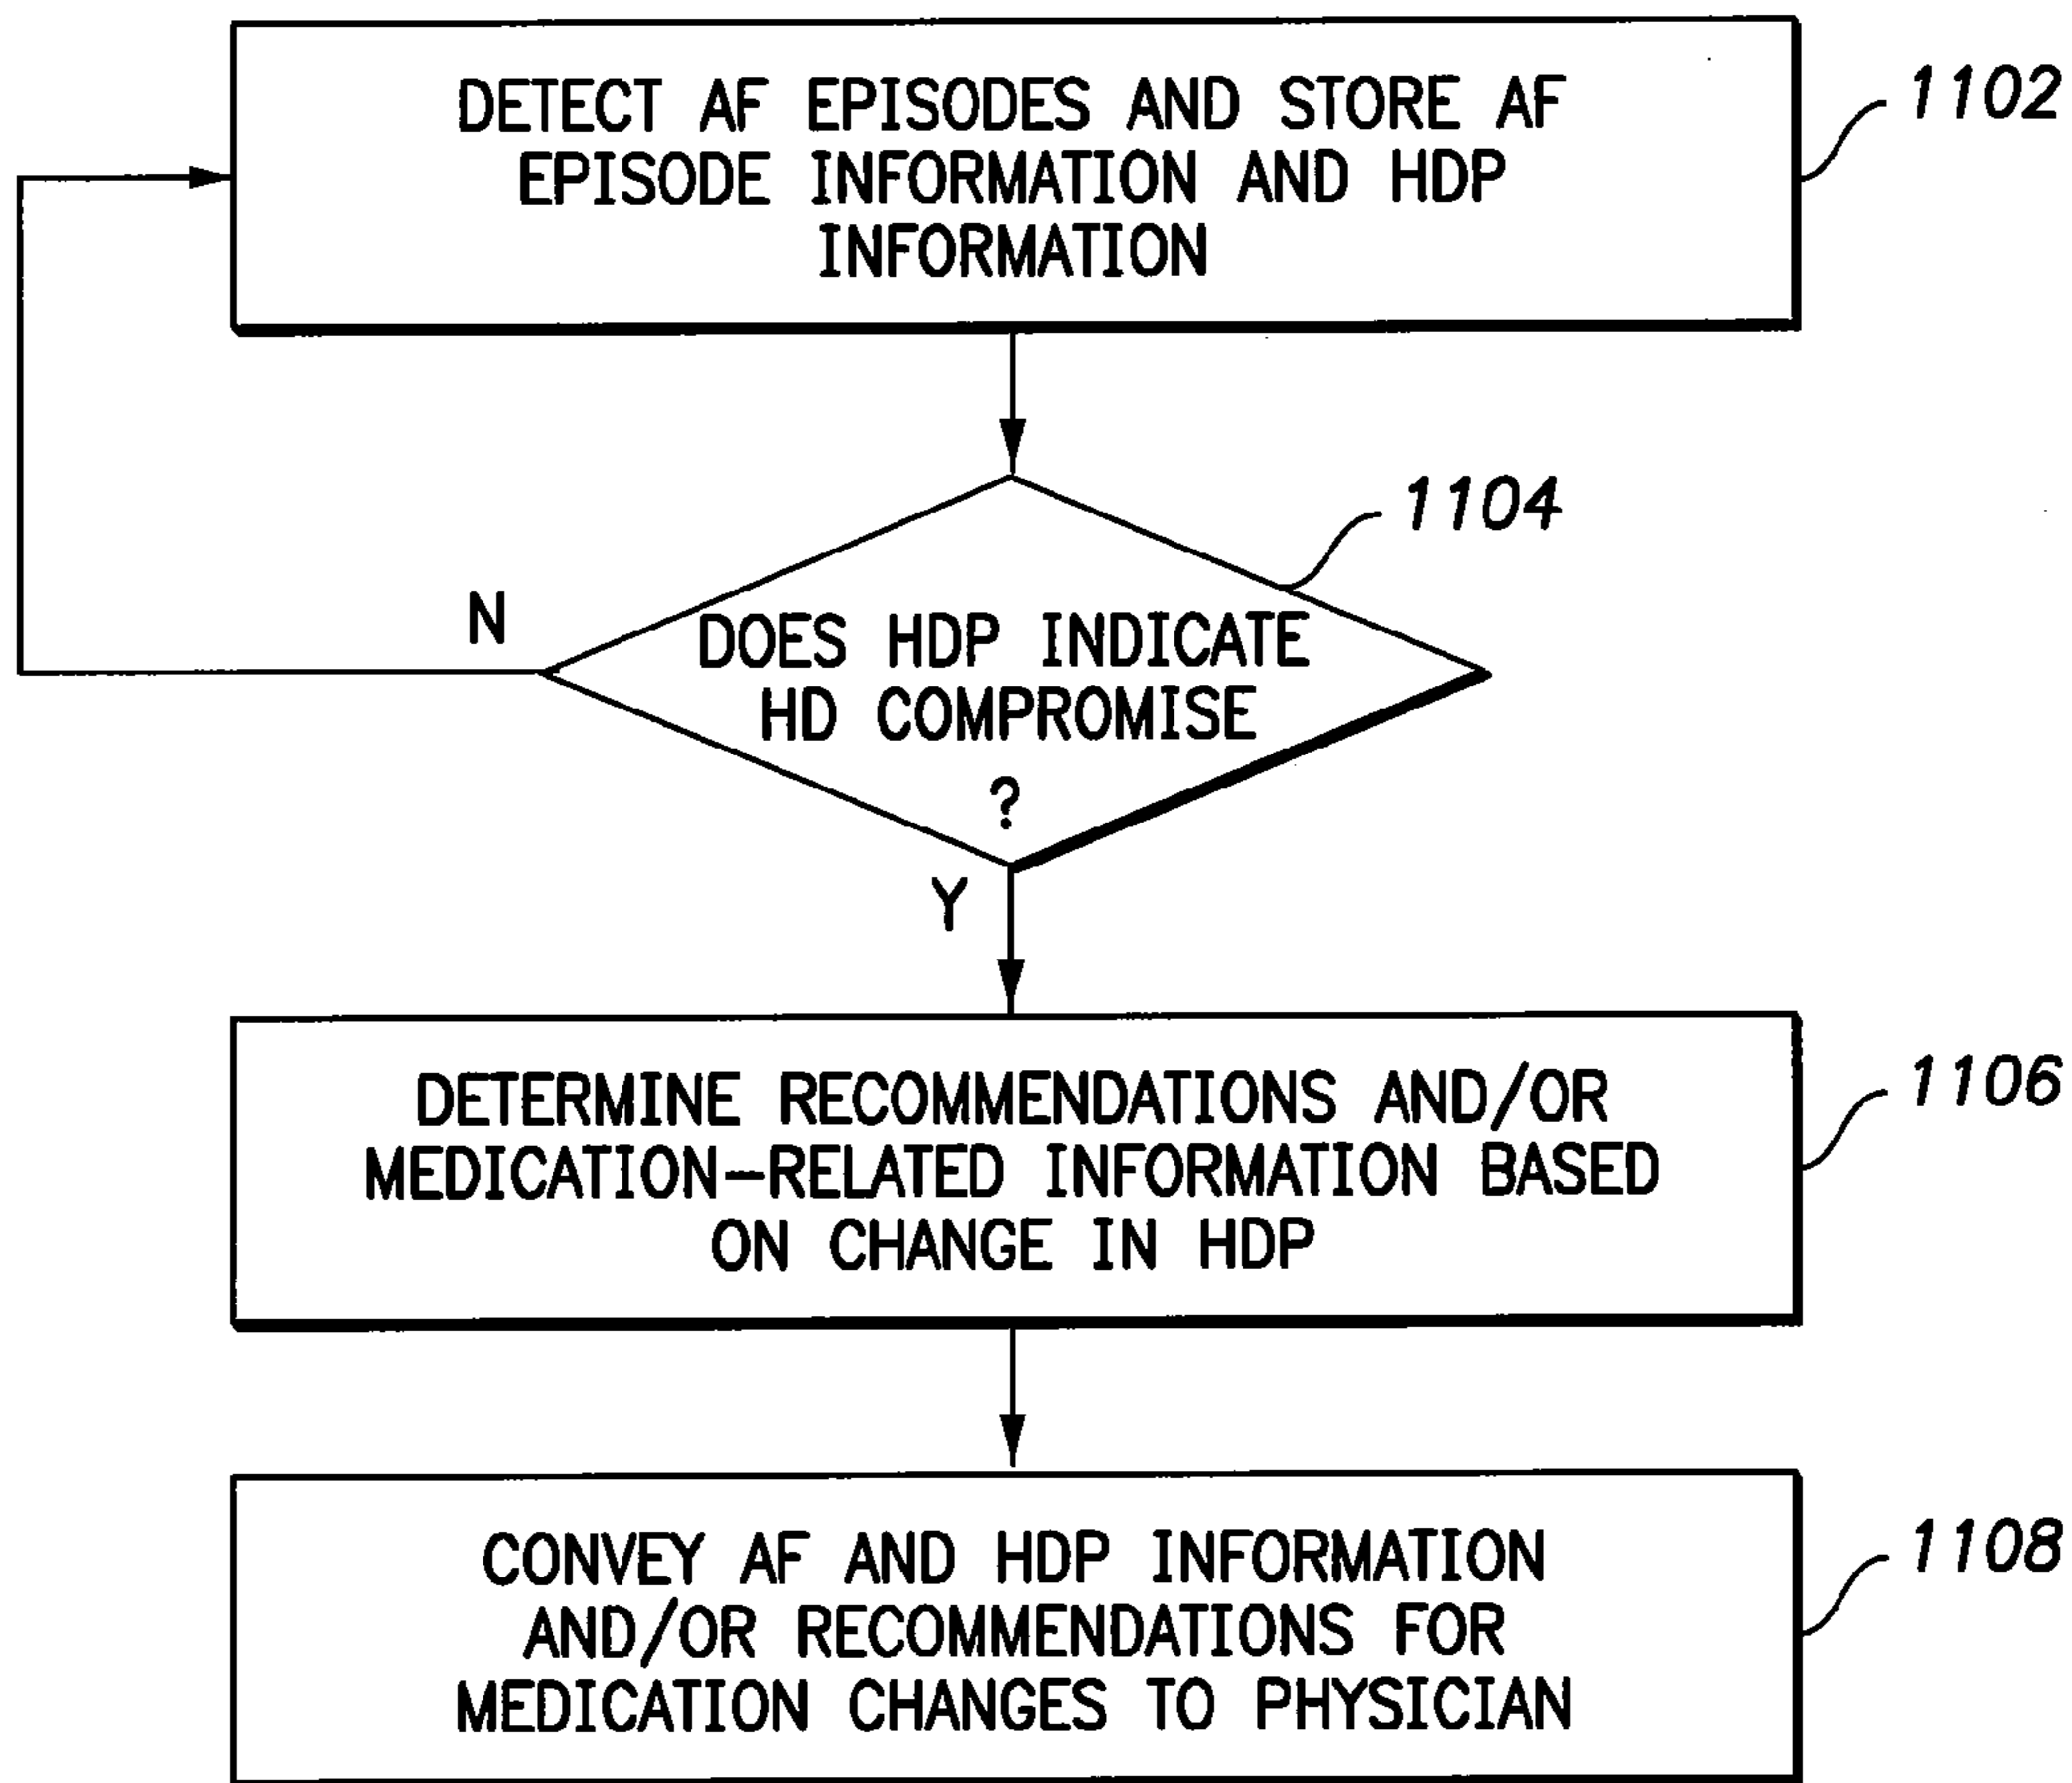 DETECT AF EPISODES AND STORE AF
EPISODE INFORMATION AND HDP
INFORMATION
1102
1104
DOES HDP INDICATE
HD COMPROMISE
?
N
Y
DETERMINE RECOMMENDATIONS AND/OR
MEDICATION-RELATED INFORMATION BASED
ON CHANGE IN HDP
1106
CONVEY AF AND HDP INFORMATION
AND/OR RECOMMENDATIONS FOR
MEDICATION CHANGES TO PHYSICIAN
1108